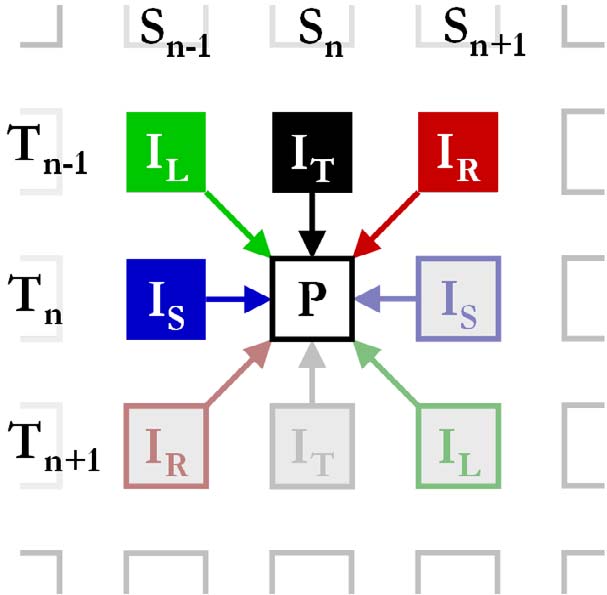 S_{n-1} S_n S_{n+1}
T_{n-1} I_L I_T I_R
T_n I_S P I_S
T_{n+1} I_R I_T I_L